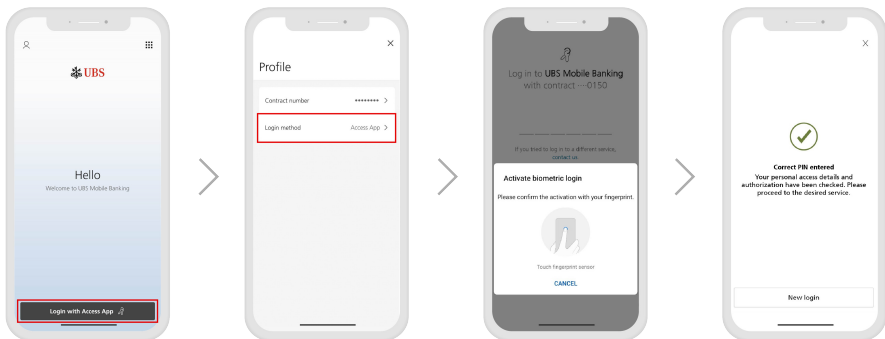 UBS
Hello
Welcome to UBS Mobile Banking
Login with Access App
Profile
Contract number ******** >
Login method Access App >
Log in to UBS Mobile Banking
with contract ---0150
If you tried to log in to a different service,
contact us
Activate biometric login
Please confirm the activation with your fingerprint.
Touch fingerprint sensor
CANCEL
Correct PIN entered
Your personal access details and
authorization have been checked. Please
proceed to the desired service.
New login